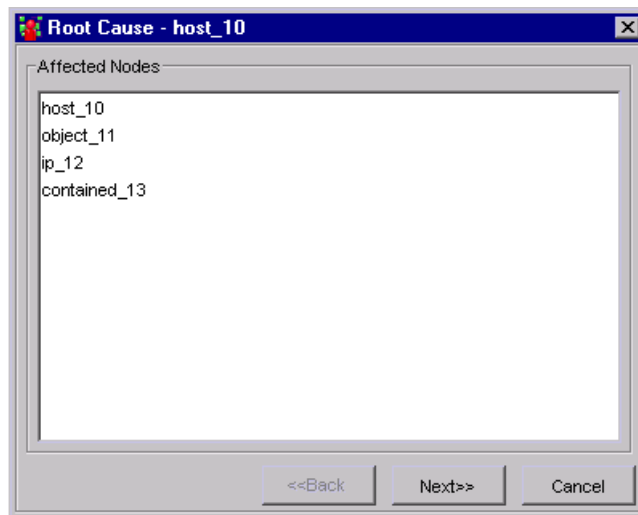 Root Cause - host_10
Affected Nodes
host_10
object_11
ip_12
contained_13
<<Back Next>> Cancel